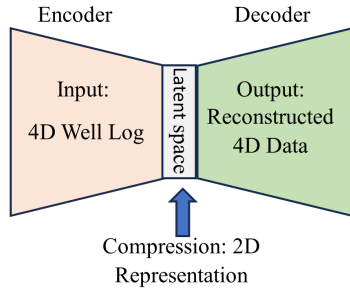 Encoder
Decoder
Input:
4D Well Log
Latent space
Output:
Reconstructed
4D Data
Compression: 2D
Representation